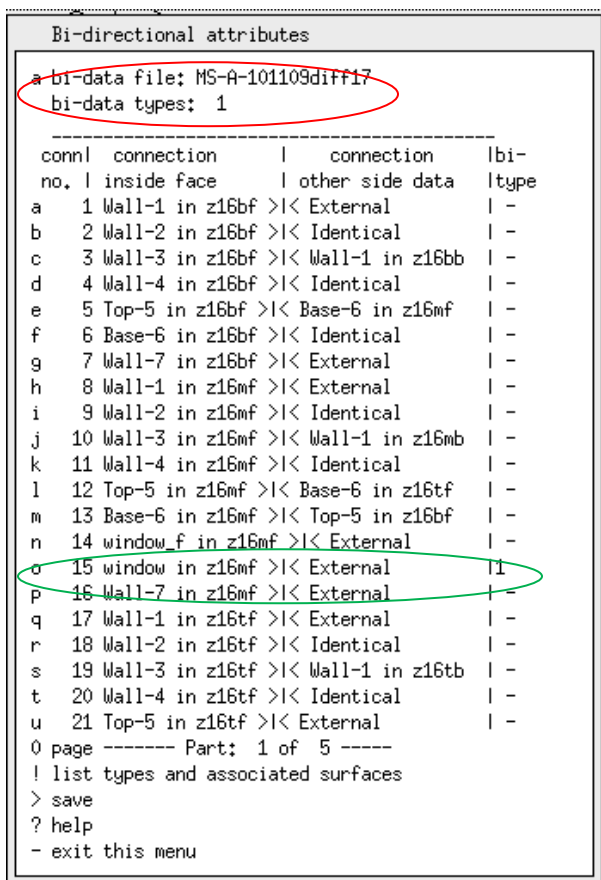 Bi-directional attributes
a bi-data file: MS-A-101109diff17
bi-data types: 1
conn| connection | connection |bi-
no. | inside face | other side data |type
a 1 Wall-1 in z16bf >|< External | -
b 2 Wall-2 in z16bf >|< Identical | -
c 3 Wall-3 in z16bf >|< Wall-1 in z16bb | -
d 4 Wall-4 in z16bf >|< Identical | -
e 5 Top-5 in z16bf >|< Base-6 in z16mf | -
f 6 Base-6 in z16bf >|< Identical | -
g 7 Wall-7 in z16bf >|< External | -
h 8 Wall-1 in z16mf >|< External | -
i 9 Wall-2 in z16mf >|< Identical | -
j 10 Wall-3 in z16mf >|< Wall-1 in z16mb | -
k 11 Wall-4 in z16mf >|< Identical | -
l 12 Top-5 in z16mf >|< Base-6 in z16tf | -
m 13 Base-6 in z16mf >|< Top-5 in z16bf | -
n 14 window_f in z16mf >|< External | -
o 15 window in z16mf >|< External |1
p 16 Wall-7 in z16mf >|< External | -
q 17 Wall-1 in z16tf >|< External | -
r 18 Wall-2 in z16tf >|< Identical | -
s 19 Wall-3 in z16tf >|< Wall-1 in z16tb | -
t 20 Wall-4 in z16tf >|< Identical | -
u 21 Top-5 in z16tf >|< External | -
0 page ------- Part: 1 of 5 -----
! list types and associated surfaces
> save
? help
- exit this menu